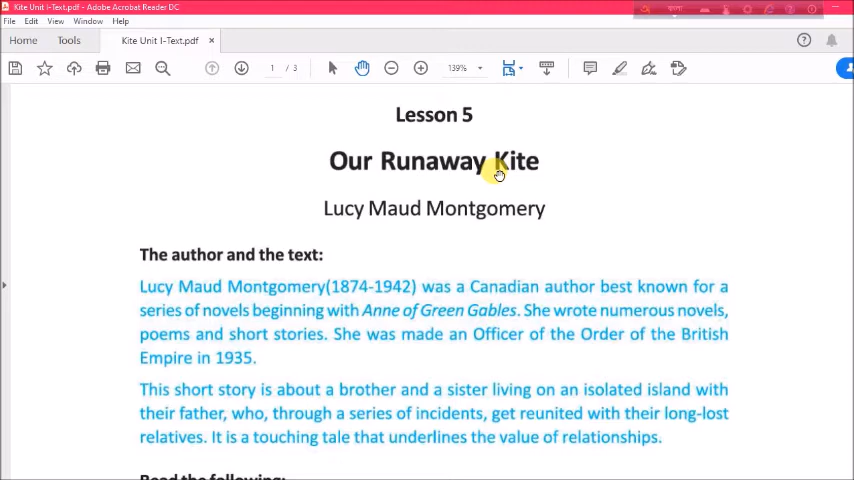 Kite Unit I-Text.pdf - Adobe Acrobat Reader DC
File Edit View Window Help
Home Tools Kite Unit I-Text.pdf ×
1 / 3 139%
Lesson 5
Our Runaway Kite
Lucy Maud Montgomery
The author and the text:
Lucy Maud Montgomery(1874-1942) was a Canadian author best known for a
series of novels beginning with Anne of Green Gables. She wrote numerous novels,
poems and short stories. She was made an Officer of the Order of the British
Empire in 1935.
This short story is about a brother and a sister living on an isolated island with
their father, who, through a series of incidents, get reunited with their long-lost
relatives. It is a touching tale that underlines the value of relationships.
Read the following: